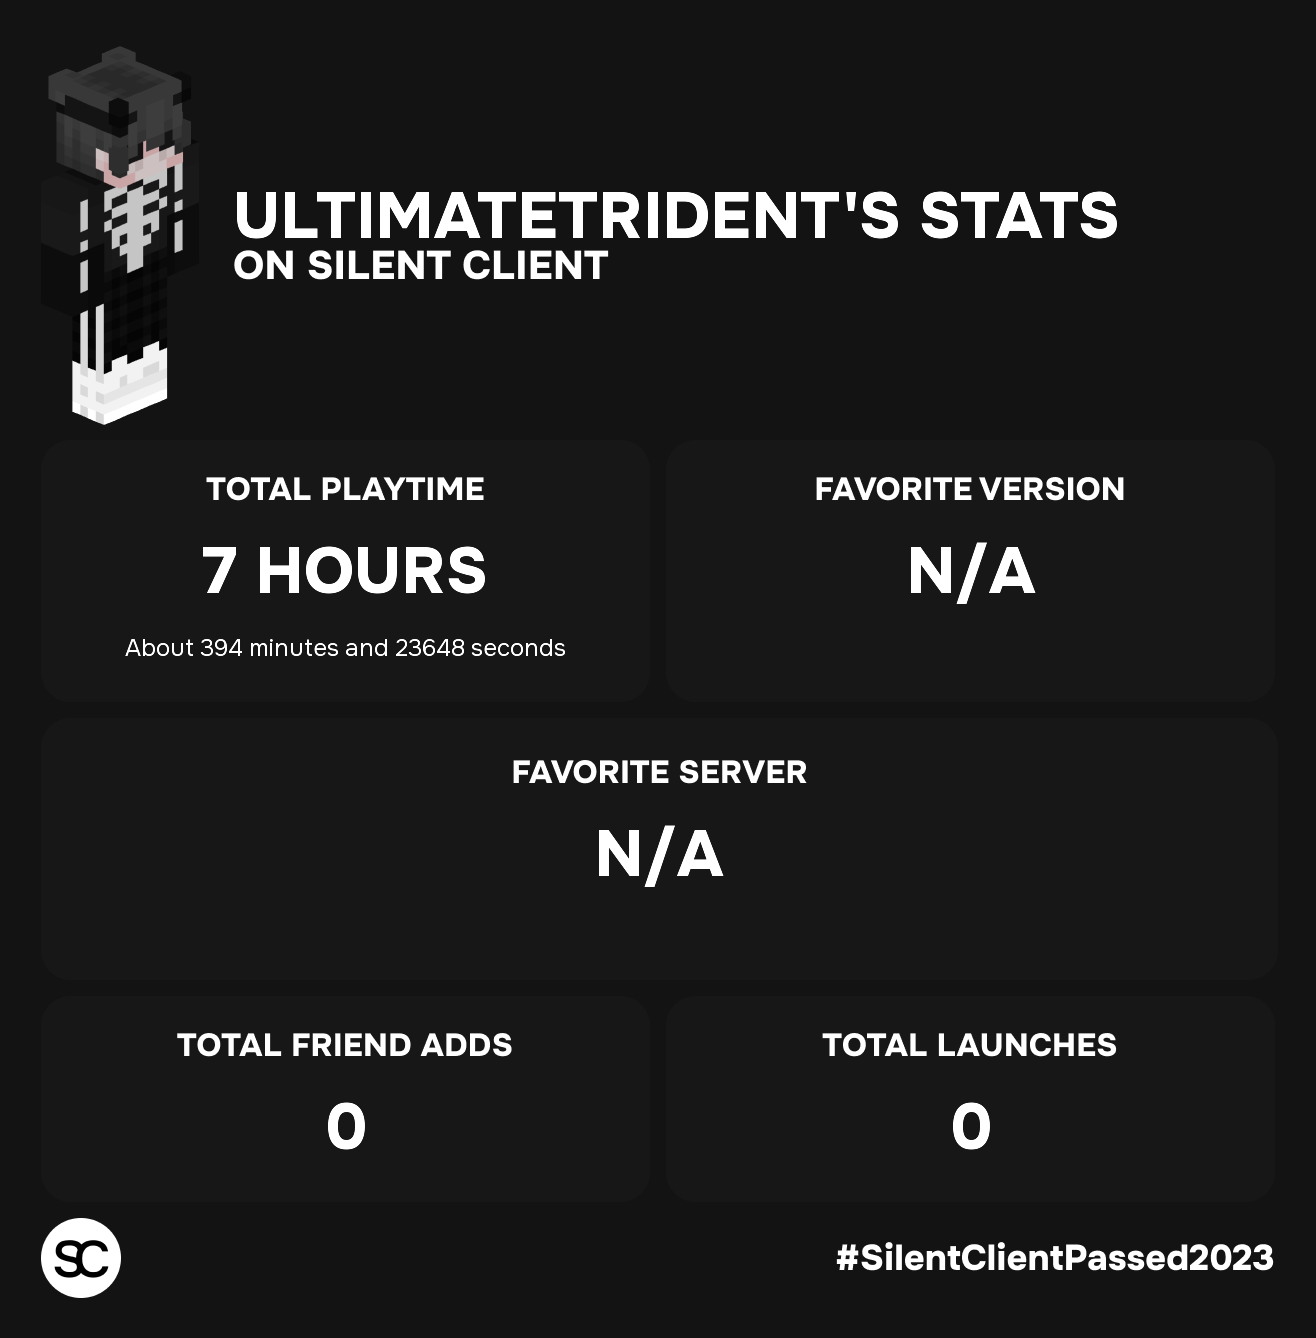 ULTIMATETRIDENT'S STATS
ON SILENT CLIENT
TOTAL PLAYTIME
7 HOURS
About 394 minutes and 23648 seconds
FAVORITE VERSION
N/A
FAVORITE SERVER
N/A
TOTAL FRIEND ADDS
0
TOTAL LAUNCHES
0
SC
#SilentClientPassed2023